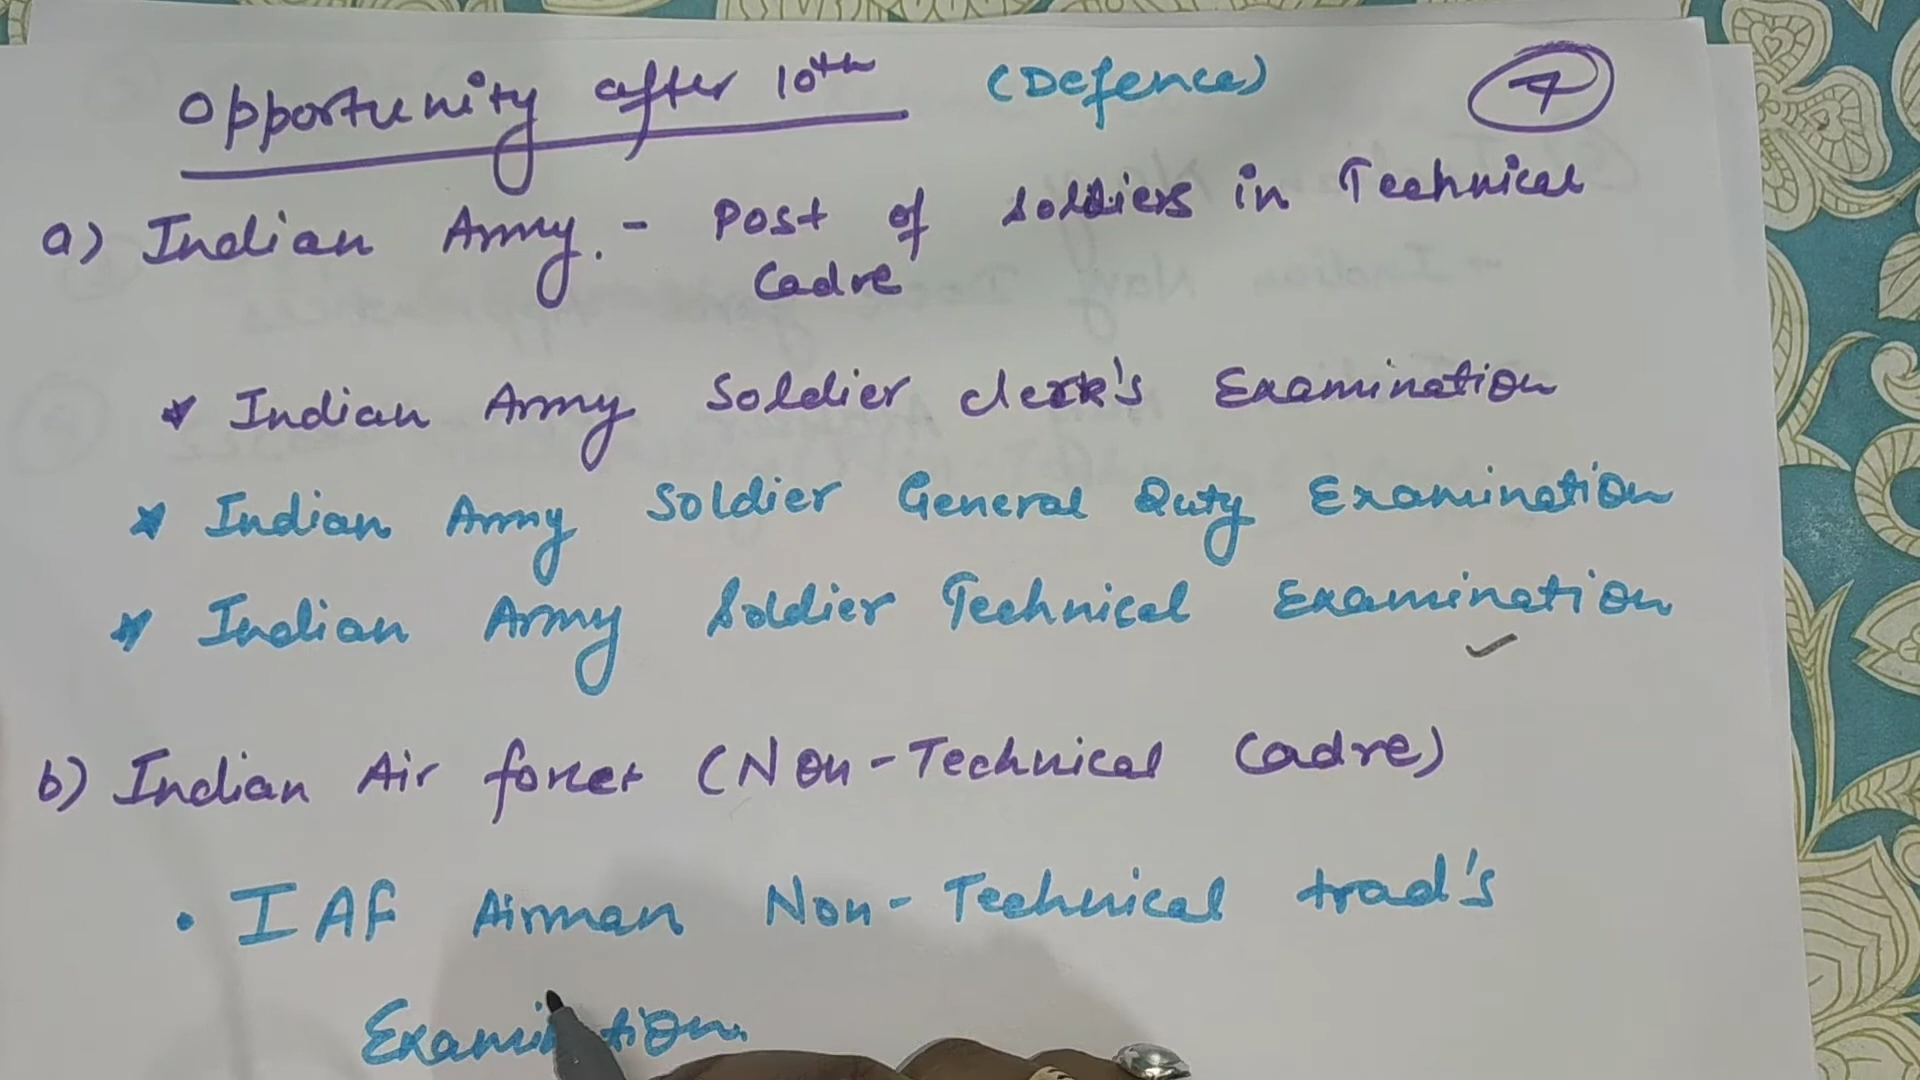 Opportunity after 10th (Defence) 7
a) Indian Army. - Post of Soldiers in Technical
Cadre
* Indian Army Soldier clerk's Examination
* Indian Army Soldier General Duty Examination
* Indian Army Soldier Technical Examination
b) Indian Air forcet (Non-Technical Cadre)
• IAF Airman Non-Technical trad's
Examination